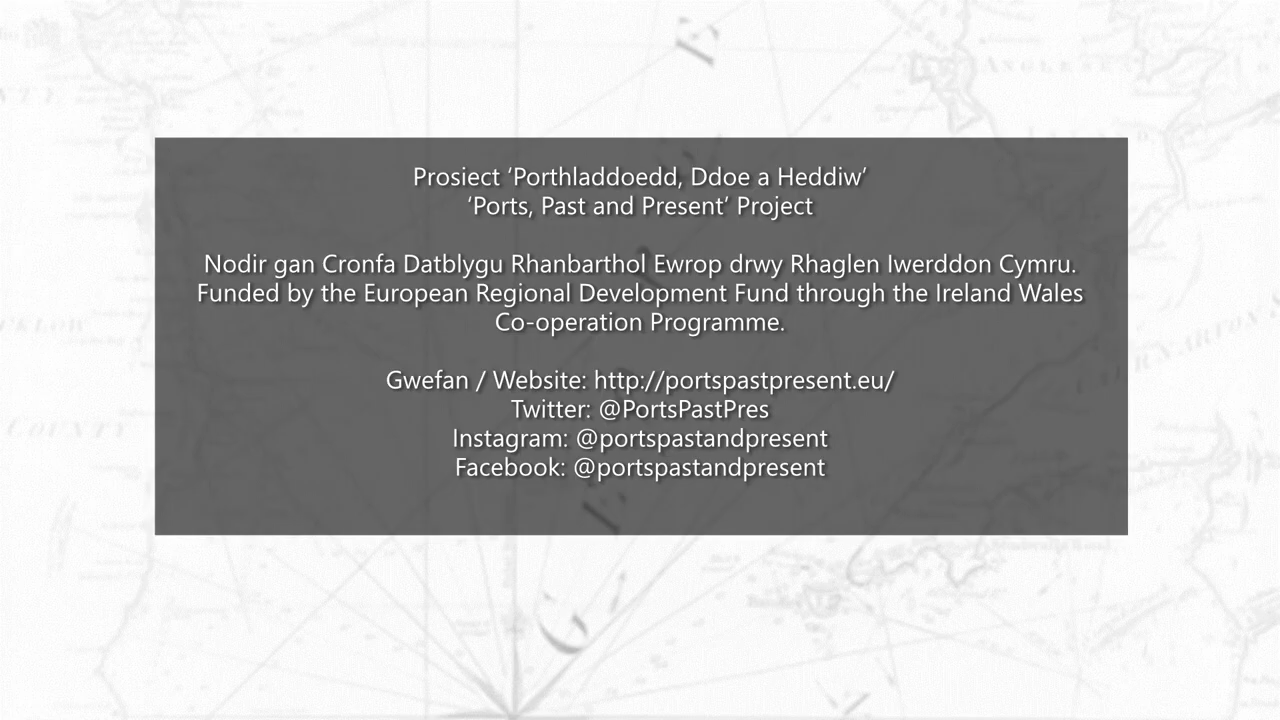 Prosiect ‘Porthladdoedd, Ddoe a Heddiw’
‘Ports, Past and Present’ Project
Nodir gan Cronfa Datblygu Rhanbarthol Ewrop drwy Rhaglen Iwerddon Cymru.
Funded by the European Regional Development Fund through the Ireland Wales
Co-operation Programme.
Gwefan / Website: http://portspastpresent.eu/
Twitter: @PortsPastPres
Instagram: @portspastandpresent
Facebook: @portspastandpresent